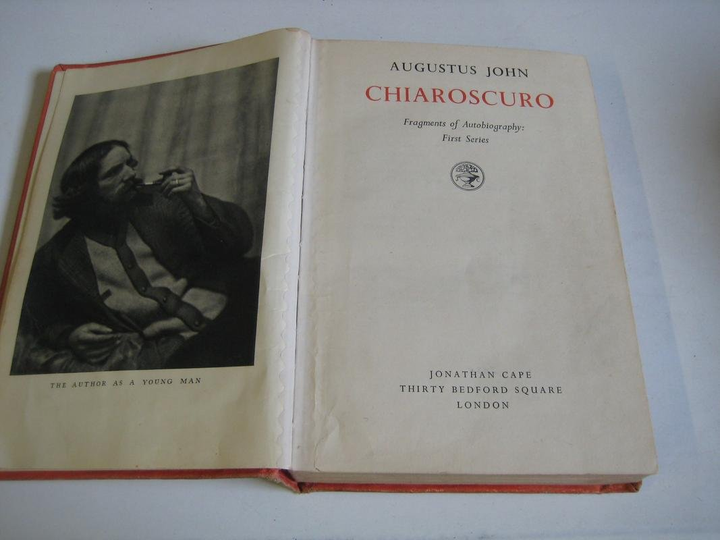 THE AUTHOR AS A YOUNG MAN
AUGUSTUS JOHN
CHIAROSCURO
Fragments of Autobiography:
First Series
JONATHAN CAPE
THIRTY BEDFORD SQUARE
LONDON